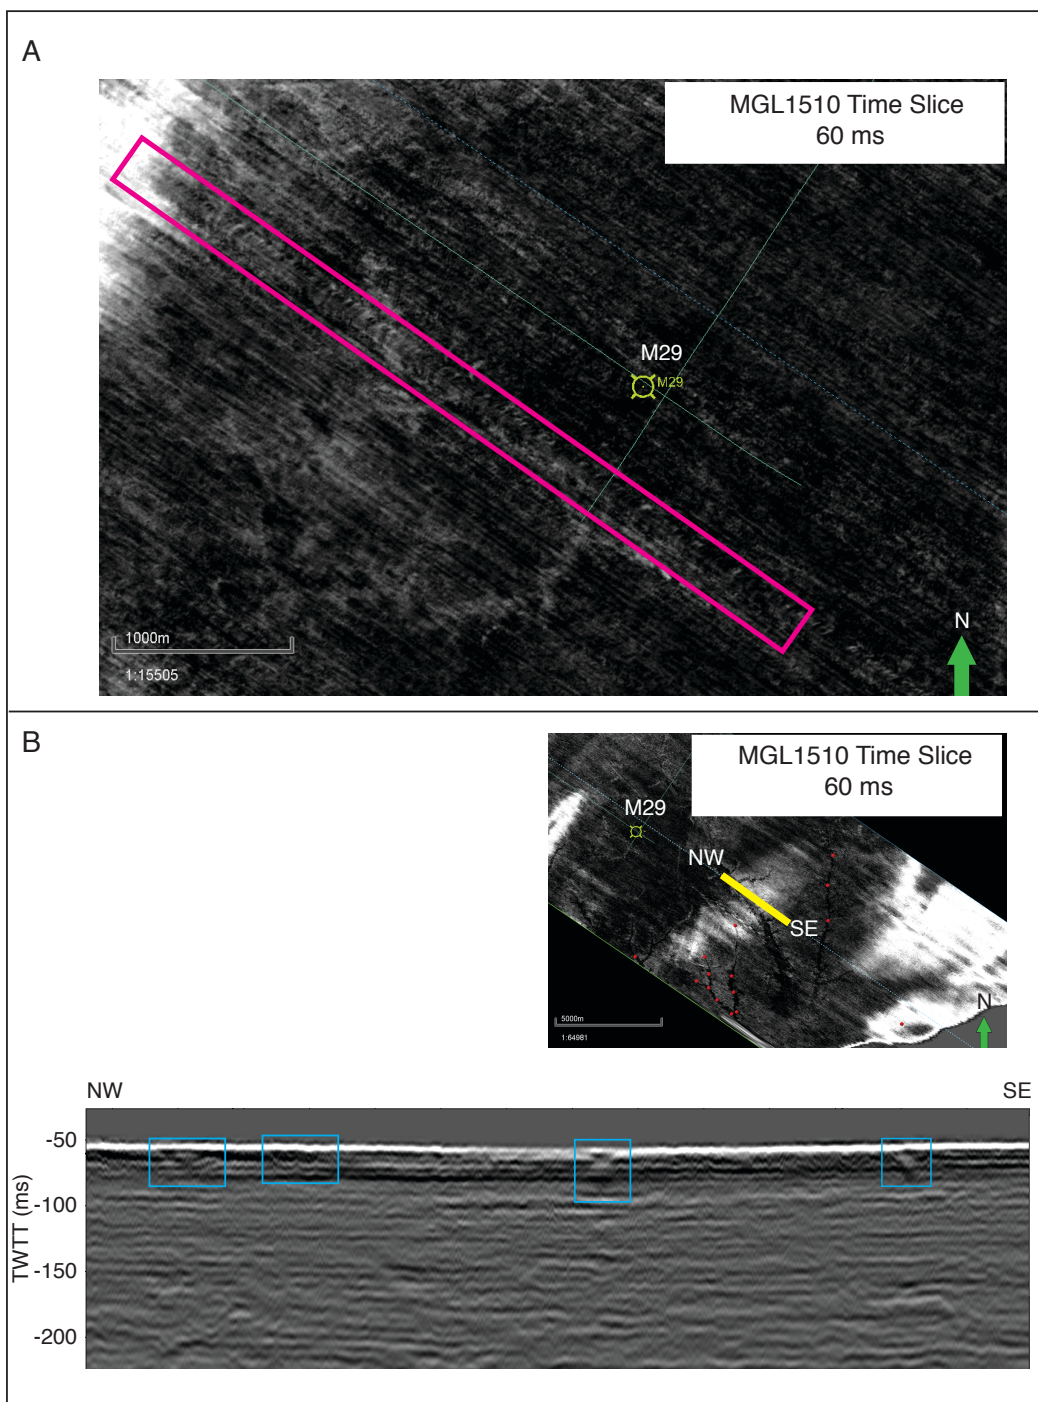 A
MGL1510 Time Slice
60 ms
M29
M29
1000m
1:15505
N
B
MGL1510 Time Slice
60 ms
M29
NW
SE
5000m
1:64981
N
NW
SE
-50
-100
-150
-200
TWTT (ms)